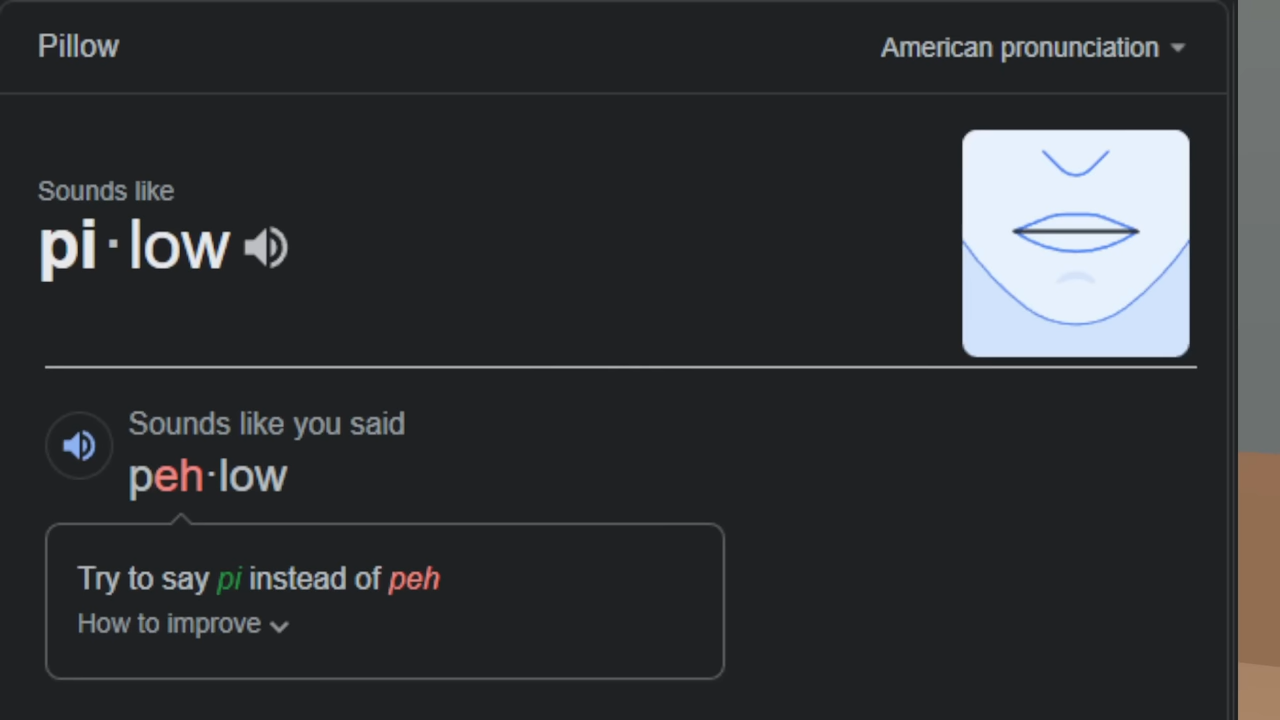 Pillow
American pronunciation
Sounds like
pi·low
Sounds like you said
peh·low
Try to say pi instead of peh
How to improve